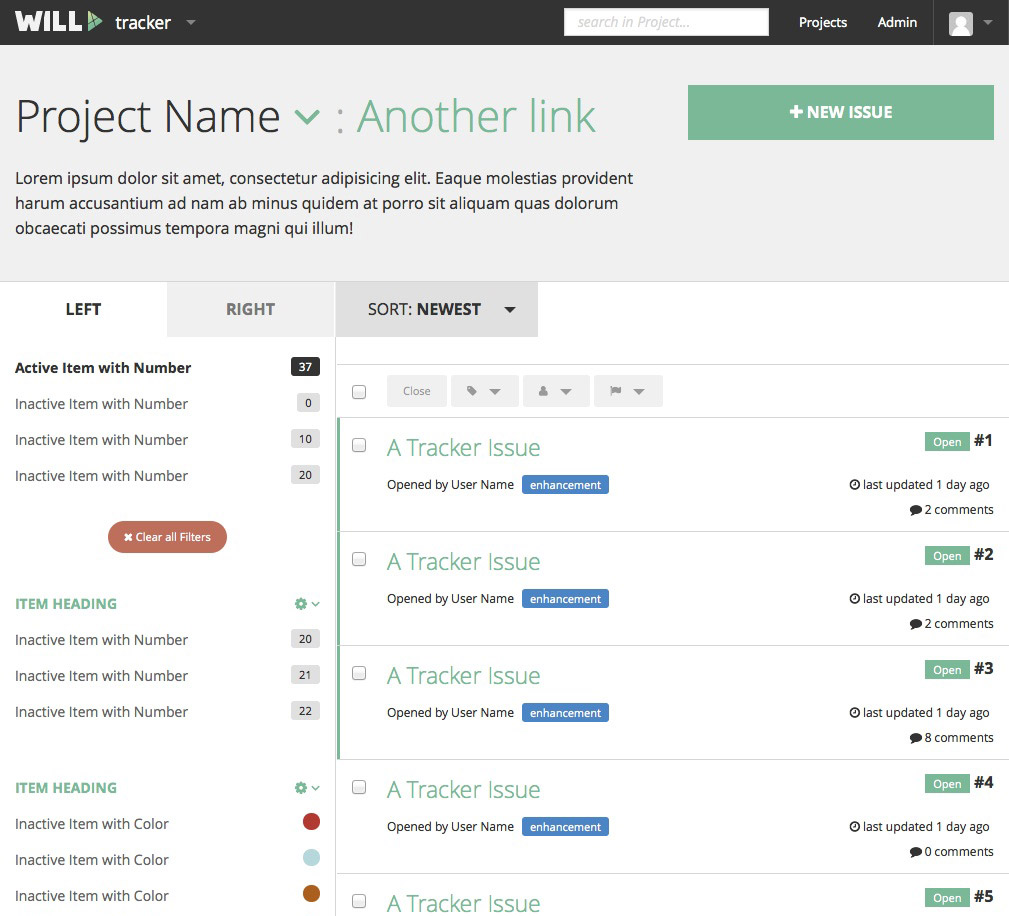 WILL tracker
search in Project...
Projects
Admin
Project Name : Another link
NEW ISSUE
Lorem ipsum dolor sit amet, consectetur adipisicing elit. Eaque molestias provident
harum accusantium ad nam ab minus quidem at porro sit aliquam quas dolorum
obcaecati possimus tempora magni qui illum!
LEFT
RIGHT
SORT: NEWEST
Active Item with Number 37
Inactive Item with Number 0
Inactive Item with Number 10
Inactive Item with Number 20
Clear all Filters
ITEM HEADING
Inactive Item with Number 20
Inactive Item with Number 21
Inactive Item with Number 22
ITEM HEADING
Inactive Item with Color
Inactive Item with Color
Inactive Item with Color
Close
A Tracker Issue
Open #1
Opened by User Name enhancement
last updated 1 day ago
2 comments
A Tracker Issue
Open #2
Opened by User Name enhancement
last updated 1 day ago
2 comments
A Tracker Issue
Open #3
Opened by User Name enhancement
last updated 1 day ago
8 comments
A Tracker Issue
Open #4
Opened by User Name enhancement
last updated 1 day ago
0 comments
A Tracker Issue
Open #5